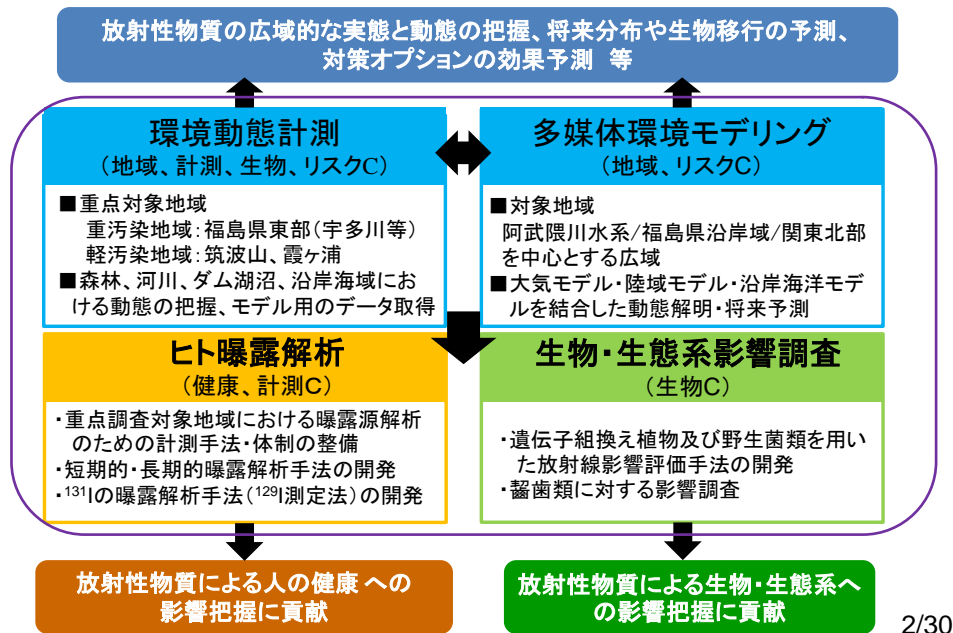 放射性物質の広域的な実態と動態の把握、将来分布や生物移行の予測、
対策オプションの効果予測　等
環境動態計測
（地域、計測、生物、リスクC）
■重点対象地域
重汚染地域：福島県東部（宇多川等）
軽汚染地域：筑波山、霞ヶ浦
■森林、河川、ダム湖沼、沿岸海域にお
ける動態の把握、モデル用のデータ取得
多媒体環境モデリング
（地域、リスクC）
■対象地域
阿武隈川水系/福島県沿岸域/関東北部
を中心とする広域
■大気モデル・陸域モデル・沿岸海洋モデ
ルを結合した動態解明・将来予測
ヒト曝露解析
（健康、計測C）
・重点調査対象地域における曝露源解析
のための計測手法・体制の整備
・短期的・長期的曝露解析手法の開発
・¹³¹Iの曝露解析手法（¹²⁹I測定法）の開発
生物・生態系影響調査
（生物C）
・遺伝子組換え植物及び野生菌類を用い
た放射線影響評価手法の開発
・齧歯類に対する影響調査
放射性物質による人の健康 への
影響把握に貢献
放射性物質による生物・生態系へ
の影響把握に貢献
2/30